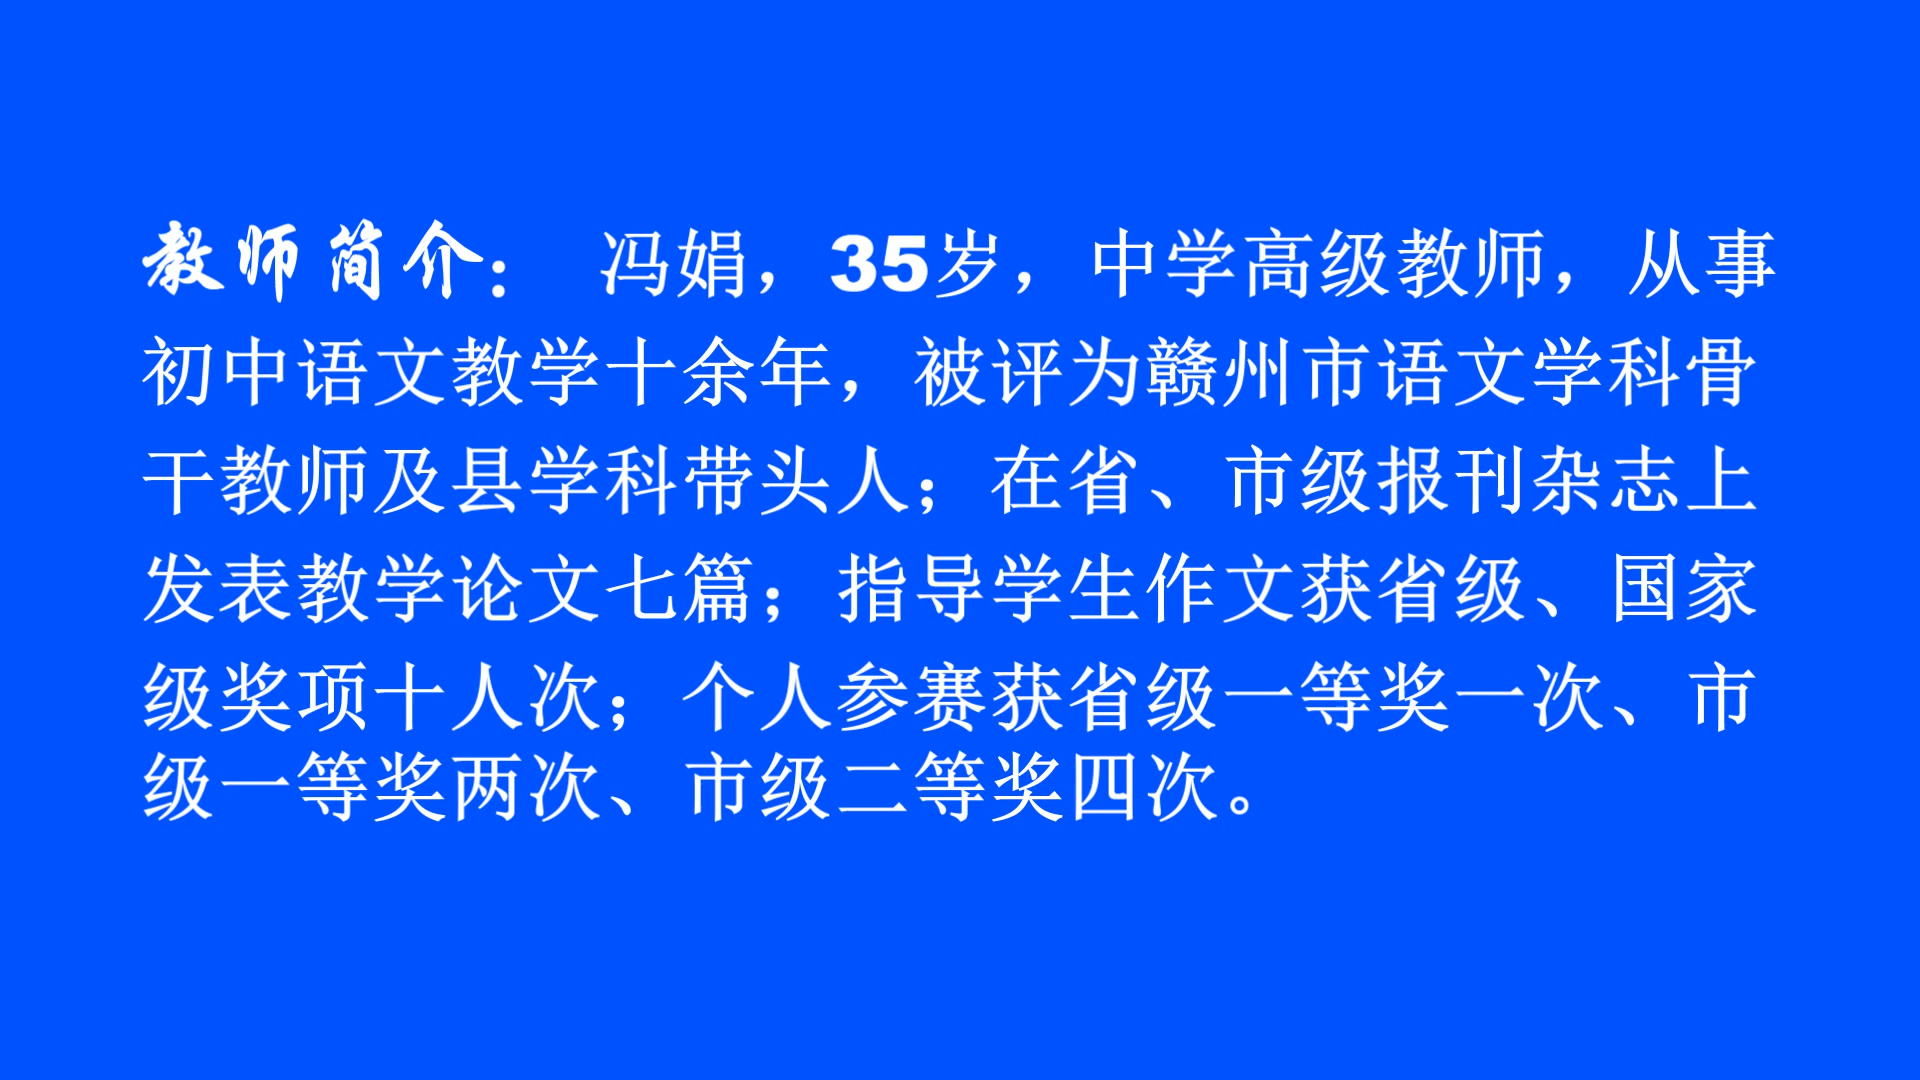 教师简介： 冯娟，35岁，中学高级教师，从事
初中语文教学十余年，被评为赣州市语文学科骨
干教师及县学科带头人；在省、市级报刊杂志上
发表教学论文七篇；指导学生作文获省级、国家
级奖项十人次；个人参赛获省级一等奖一次、市
级一等奖两次、市级二等奖四次。